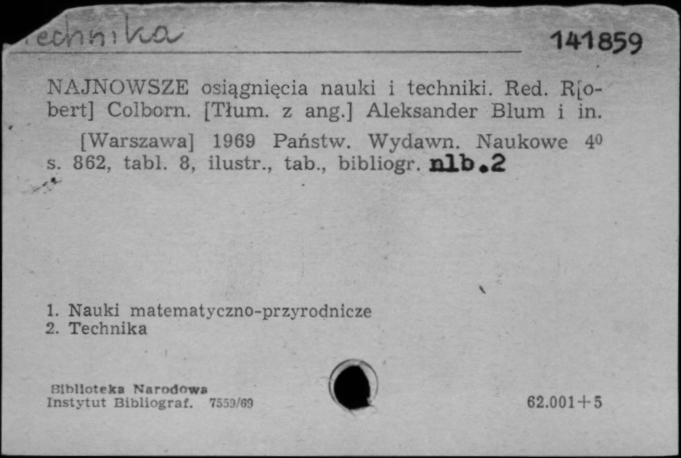 Technika
141859
NAJNOWSZE osiągnięcia nauki i techniki. Red. R[o-
bert] Colborn. [Tłum. z ang.] Aleksander Blum i in.
[Warszawa] 1969 Państw. Wydawn. Naukowe 4⁰
s. 862, tabl. 8, ilustr., tab., bibliogr. nlb.2
1. Nauki matematyczno-przyrodnicze
2. Technika
Biblioteka Narodowa
Instytut Bibliograf. 7559/69
62.001+5